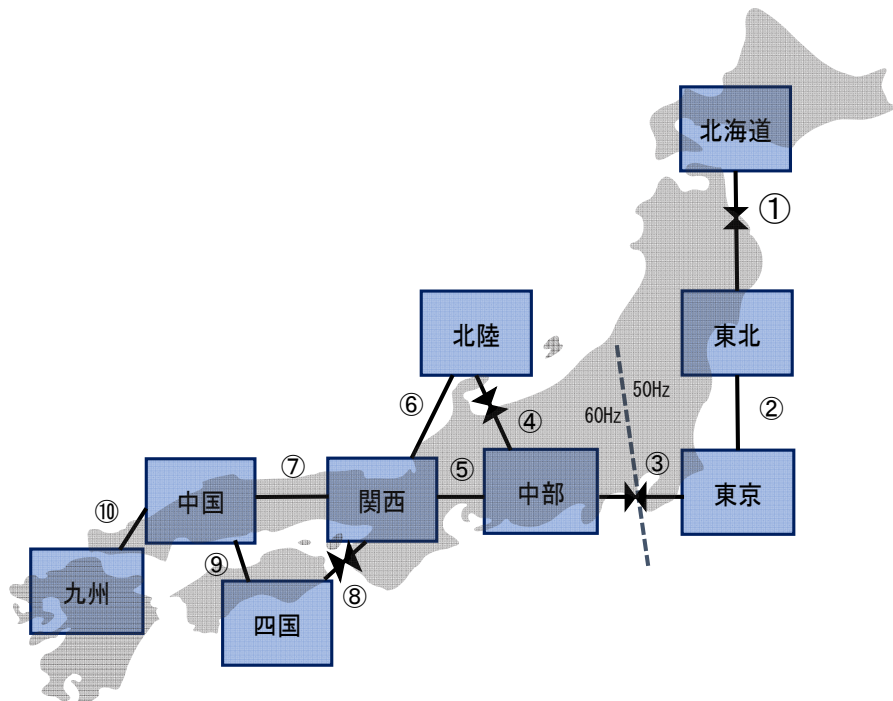 北海道
①
北陸
東北
50Hz
60Hz
⑥
④
②
⑦
⑤
③
中国
関西
中部
東京
⑩
⑨
⑧
九州
四国